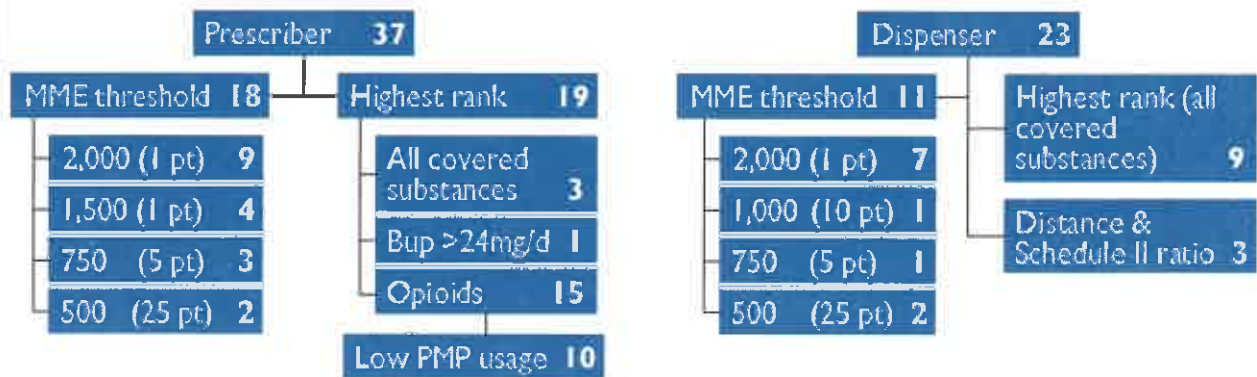 Prescriber 37
MME threshold 18
Highest rank 19
2,000 (1 pt) 9
1,500 (1 pt) 4
750 (5 pt) 3
500 (25 pt) 2
All covered
substances 3
Bup >24mg/d 1
Opioids 15
Low PMP usage 10
Dispenser 23
MME threshold 11
2,000 (1 pt) 7
1,000 (10 pt) 1
750 (5 pt) 1
500 (25 pt) 2
Highest rank (all
covered
substances) 9
Distance &
Schedule II ratio 3